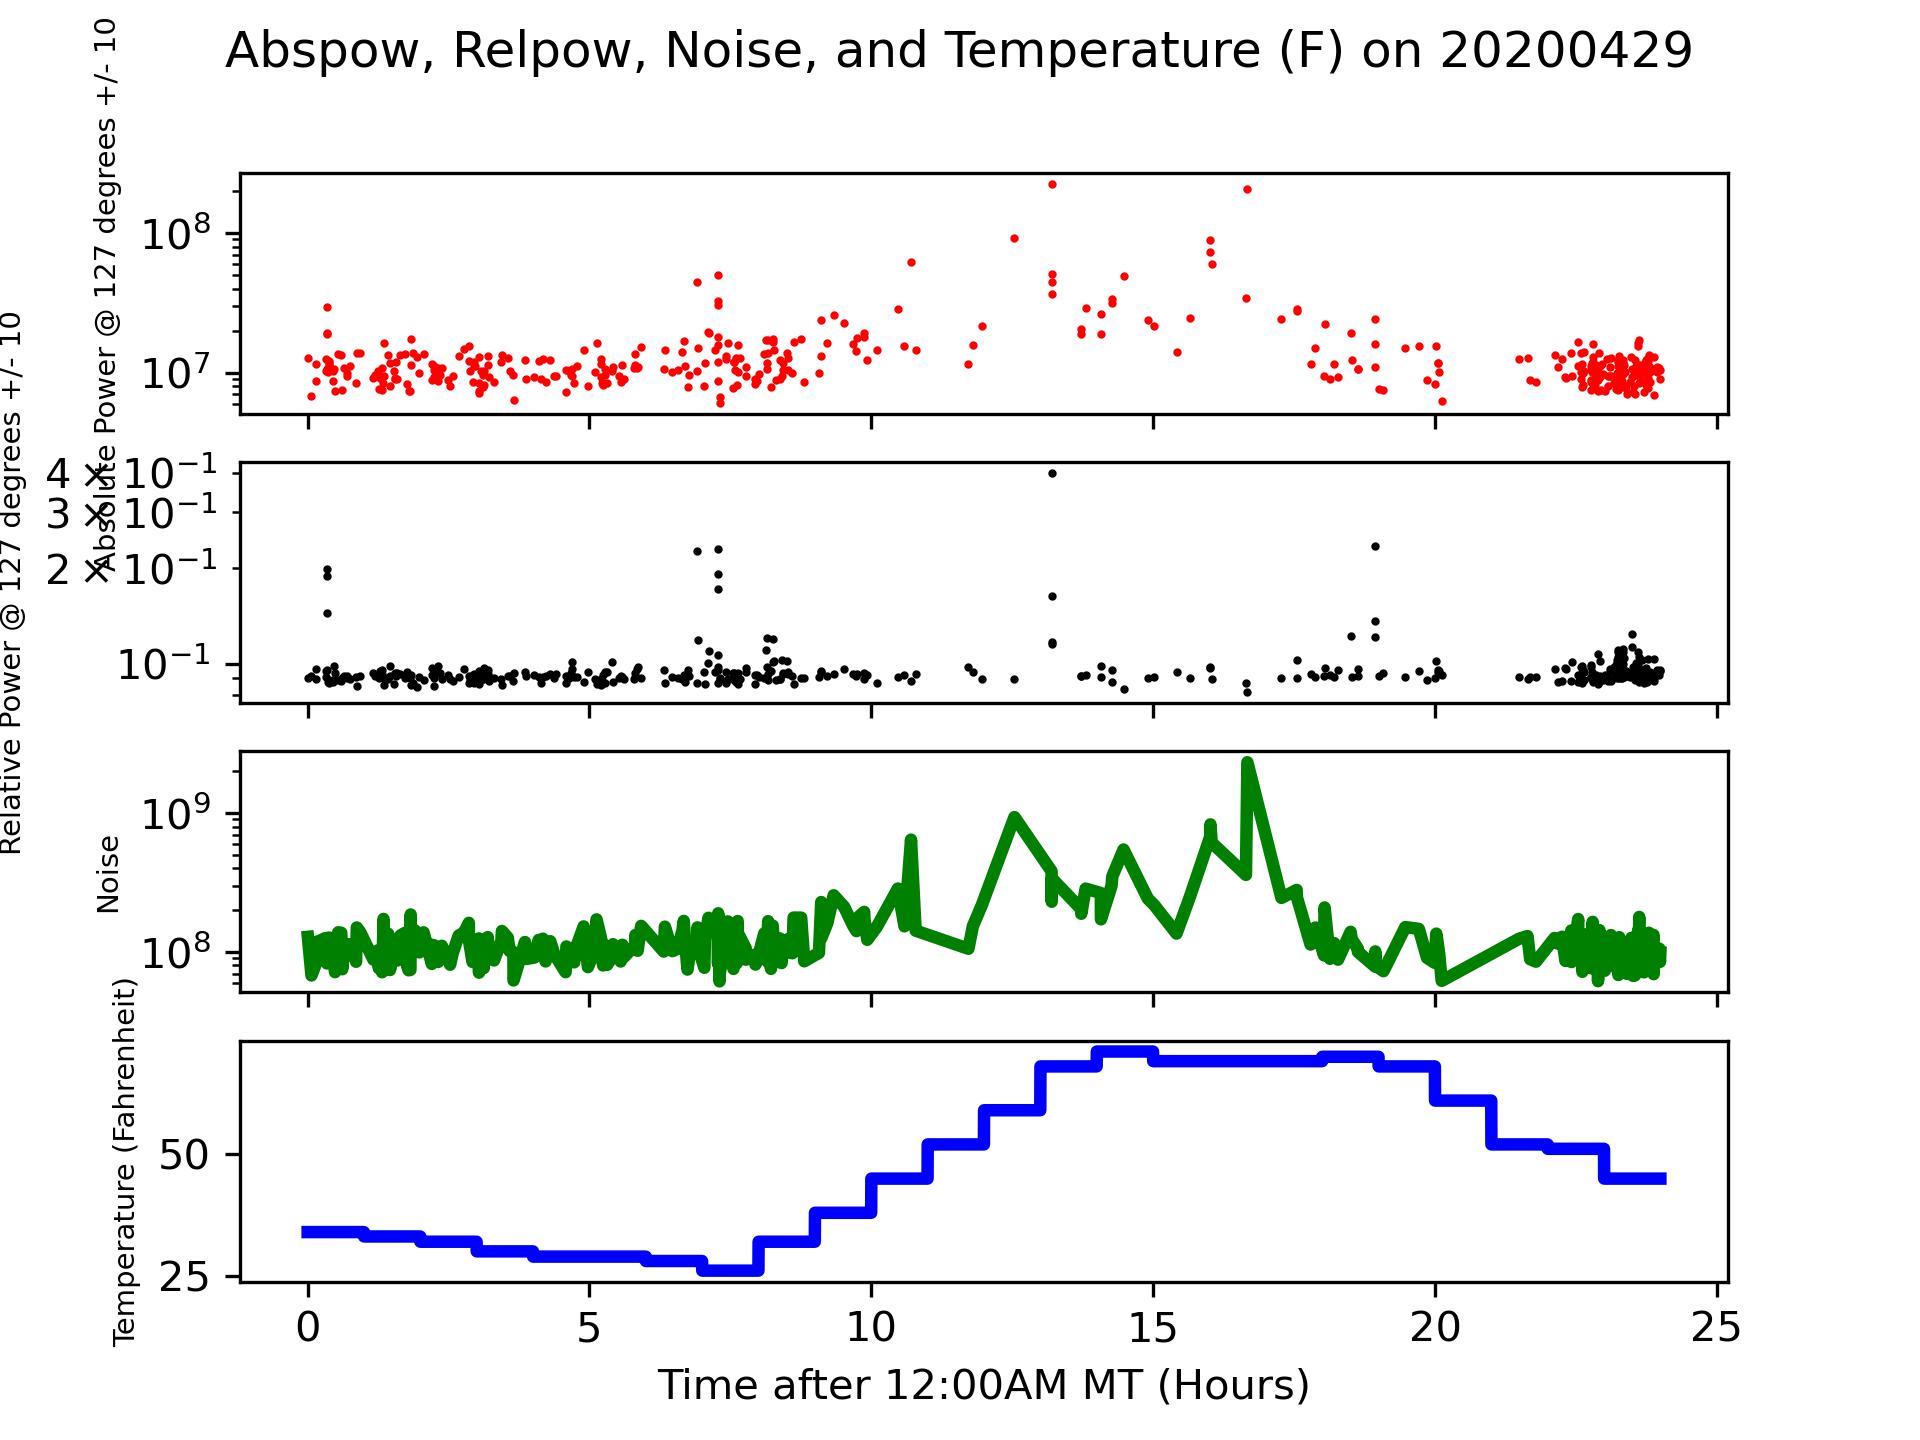 Abspow, Relpow, Noise, and Temperature (F) on 20200429
Absolute Power @ 127 degrees +/- 10
10⁸
10⁷
Relative Power @ 127 degrees +/- 10
4 × 10⁻¹
3 × 10⁻¹
2 × 10⁻¹
10⁻¹
Noise
10⁹
10⁸
Temperature (Fahrenheit)
50
25
0 5 10 15 20 25
Time after 12:00AM MT (Hours)